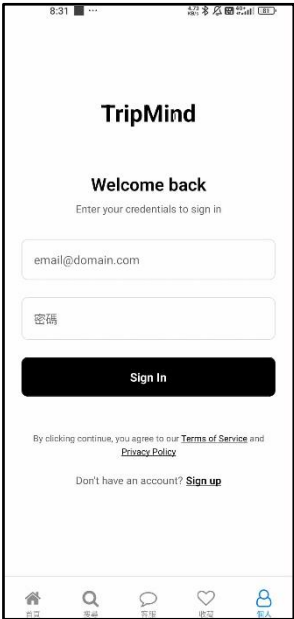 8:31
TripMind
Welcome back
Enter your credentials to sign in
email@domain.com
密碼
Sign In
By clicking continue, you agree to our Terms of Service and
Privacy Policy
Don't have an account? Sign up
首頁 搜尋 客服 收藏 個人